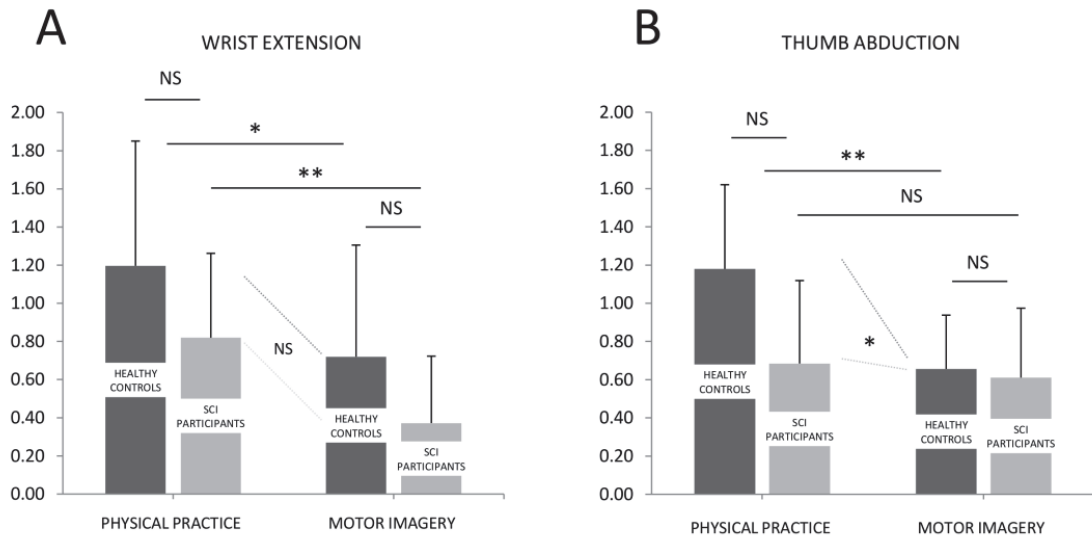 A
WRIST EXTENSION
NS
2.00
1.80
1.60
1.40
1.20
1.00
0.80
0.60
0.40
0.20
0.00
*
**
NS
NS
HEALTHY
CONTROLS
SCI
PARTICIPANTS
HEALTHY
CONTROLS
SCI
PARTICIPANTS
PHYSICAL PRACTICE
MOTOR IMAGERY
B
THUMB ABDUCTION
2.00
1.80
1.60
1.40
1.20
1.00
0.80
0.60
0.40
0.20
0.00
NS
**
NS
NS
*
HEALTHY
CONTROLS
SCI
PARTICIPANTS
HEALTHY
CONTROLS
SCI
PARTICIPANTS
PHYSICAL PRACTICE
MOTOR IMAGERY